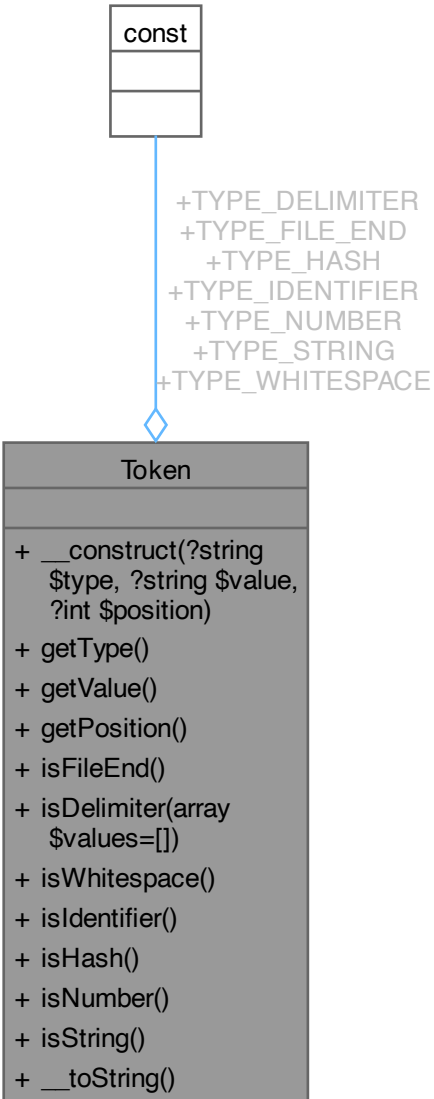 const
+TYPE_DELIMITER
+TYPE_FILE_END
+TYPE_HASH
+TYPE_IDENTIFIER
+TYPE_NUMBER
+TYPE_STRING
+TYPE_WHITESPACE
Token
+ __construct(?string
$type, ?string $value,
?int $position)
+ getType()
+ getValue()
+ getPosition()
+ isFileEnd()
+ isDelimiter(array
$values=[])
+ isWhitespace()
+ isIdentifier()
+ isHash()
+ isNumber()
+ isString()
+ __toString()